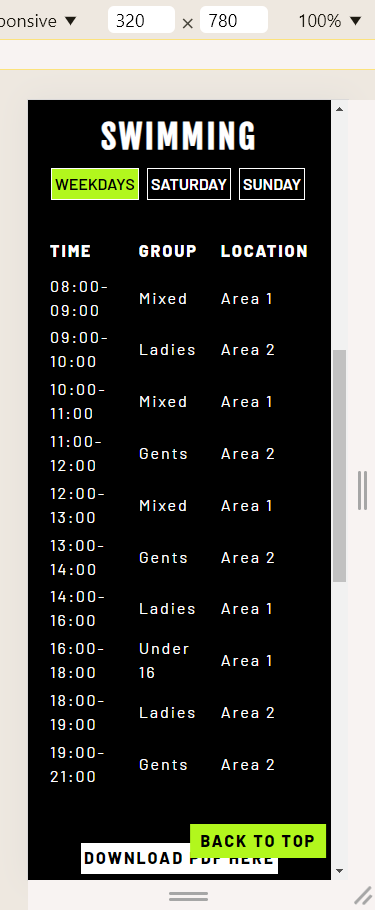 ponsive ▼ 320 × 780 100% ▼
SWIMMING
WEEKDAYS SATURDAY SUNDAY
TIME GROUP LOCATION
08:00-
09:00 Mixed Area 1
09:00-
10:00 Ladies Area 2
10:00-
11:00 Mixed Area 1
11:00-
12:00 Gents Area 2
12:00-
13:00 Mixed Area 1
13:00-
14:00 Gents Area 2
14:00-
16:00 Ladies Area 1
16:00-
18:00 Under
16 Area 1
18:00-
19:00 Ladies Area 2
19:00-
21:00 Gents Area 2
BACK TO TOP
DOWNLOAD PDF HERE